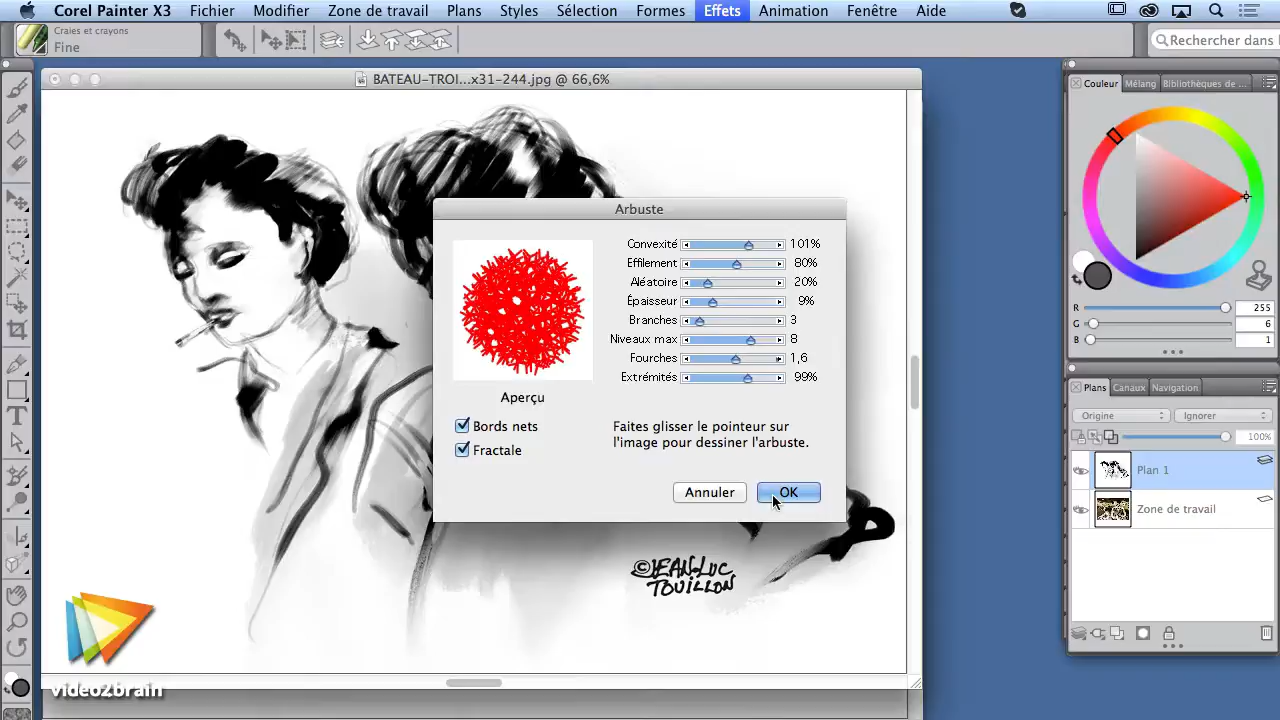 Corel Painter X3 Fichier Modifier Zone de travail Plans Styles Sélection Formes Effets Animation Fenêtre Aide
Craies et crayons
Fine
Rechercher dans l
BATEAU-TROI...x31-244.jpg @ 66,6%
Couleur Mélang Bibliothèques de ...
R 255
G 6
B 1
Plans Canaux Navigation
Origine Ignorer
100%
Plan 1
Zone de travail
Arbuste
Convexité 101%
Effilement 80%
Aléatoire 20%
Épaisseur 9%
Branches 3
Niveaux max 8
Fourches 1,6
Extrémités 99%
Aperçu
Bords nets
Fractale
Faites glisser le pointeur sur
l'image pour dessiner l'arbuste.
Annuler OK
©JEAN-LUC
TOUILLON
video2brain